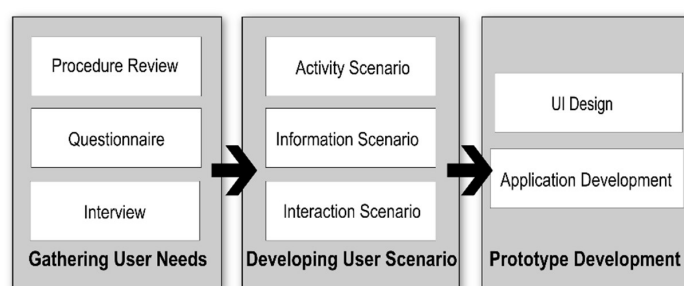 Procedure Review
Questionnaire
Interview
Gathering User Needs
Activity Scenario
Information Scenario
Interaction Scenario
Developing User Scenario
UI Design
Application Development
Prototype Development